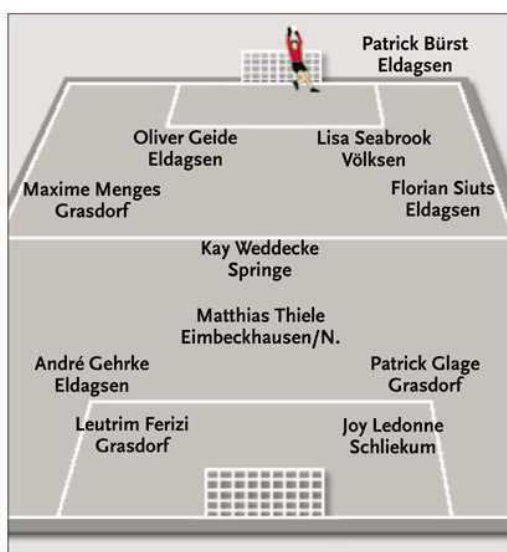 Patrick Bürst
Eldagsen
Oliver Geide
Eldagsen
Lisa Seabrook
Völksen
Maxime Menges
Grasdorf
Florian Siuts
Eldagsen
Kay Weddecke
Springe
Matthias Thiele
Eimbeckhausen/N.
André Gehrke
Eldagsen
Patrick Glage
Grasdorf
Leutrim Ferizi
Grasdorf
Joy Ledonne
Schliekum